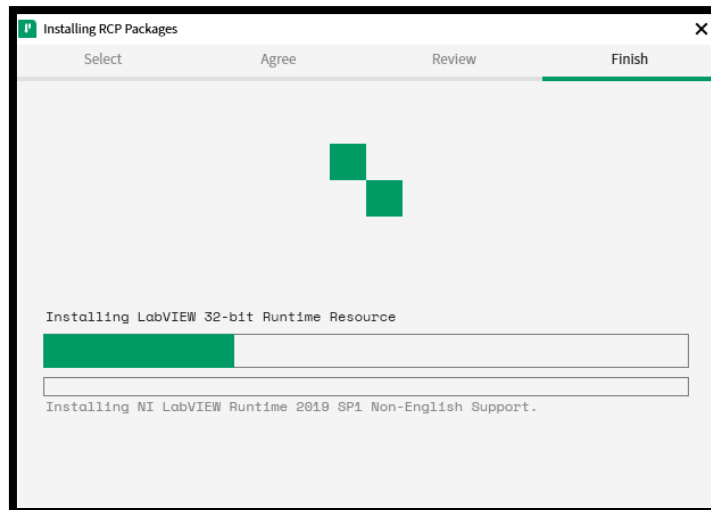 Installing RCP Packages
Select Agree Review Finish
Installing LabVIEW 32-bit Runtime Resource
Installing NI LabVIEW Runtime 2019 SP1 Non-English Support.